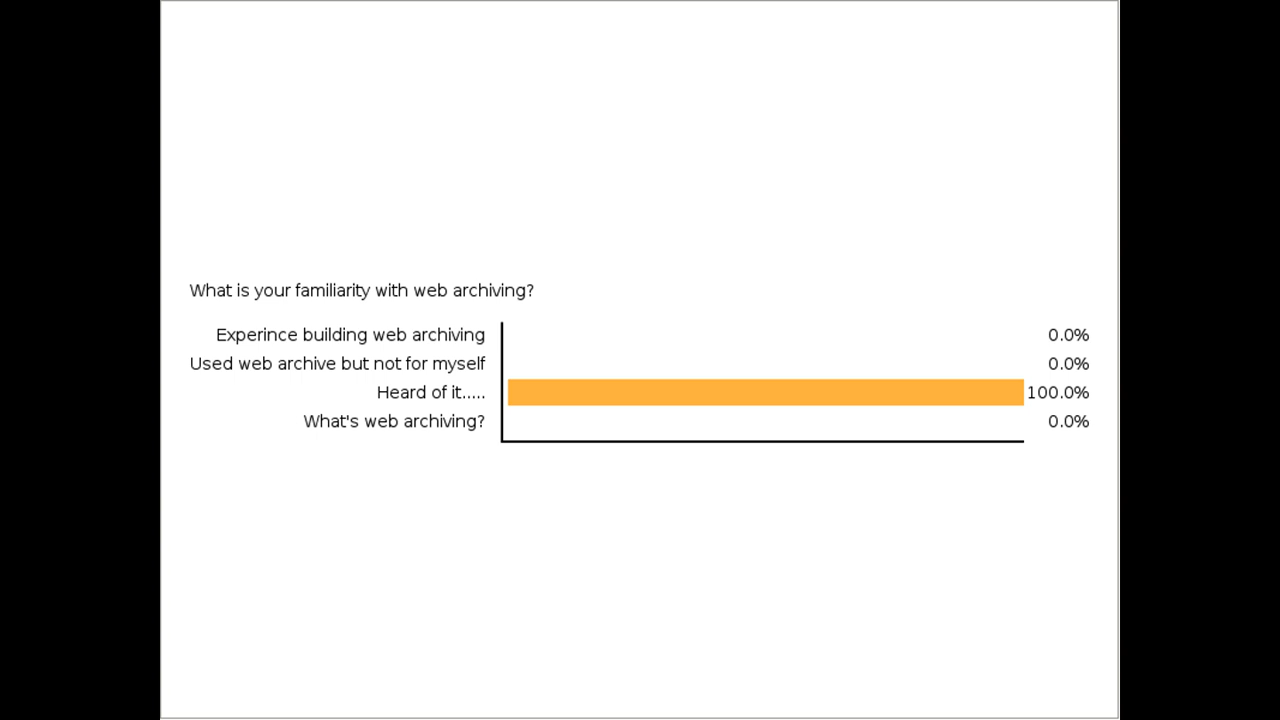 What is your familiarity with web archiving?
Experince building web archiving 0.0%
Used web archive but not for myself 0.0%
Heard of it..... 100.0%
What's web archiving? 0.0%